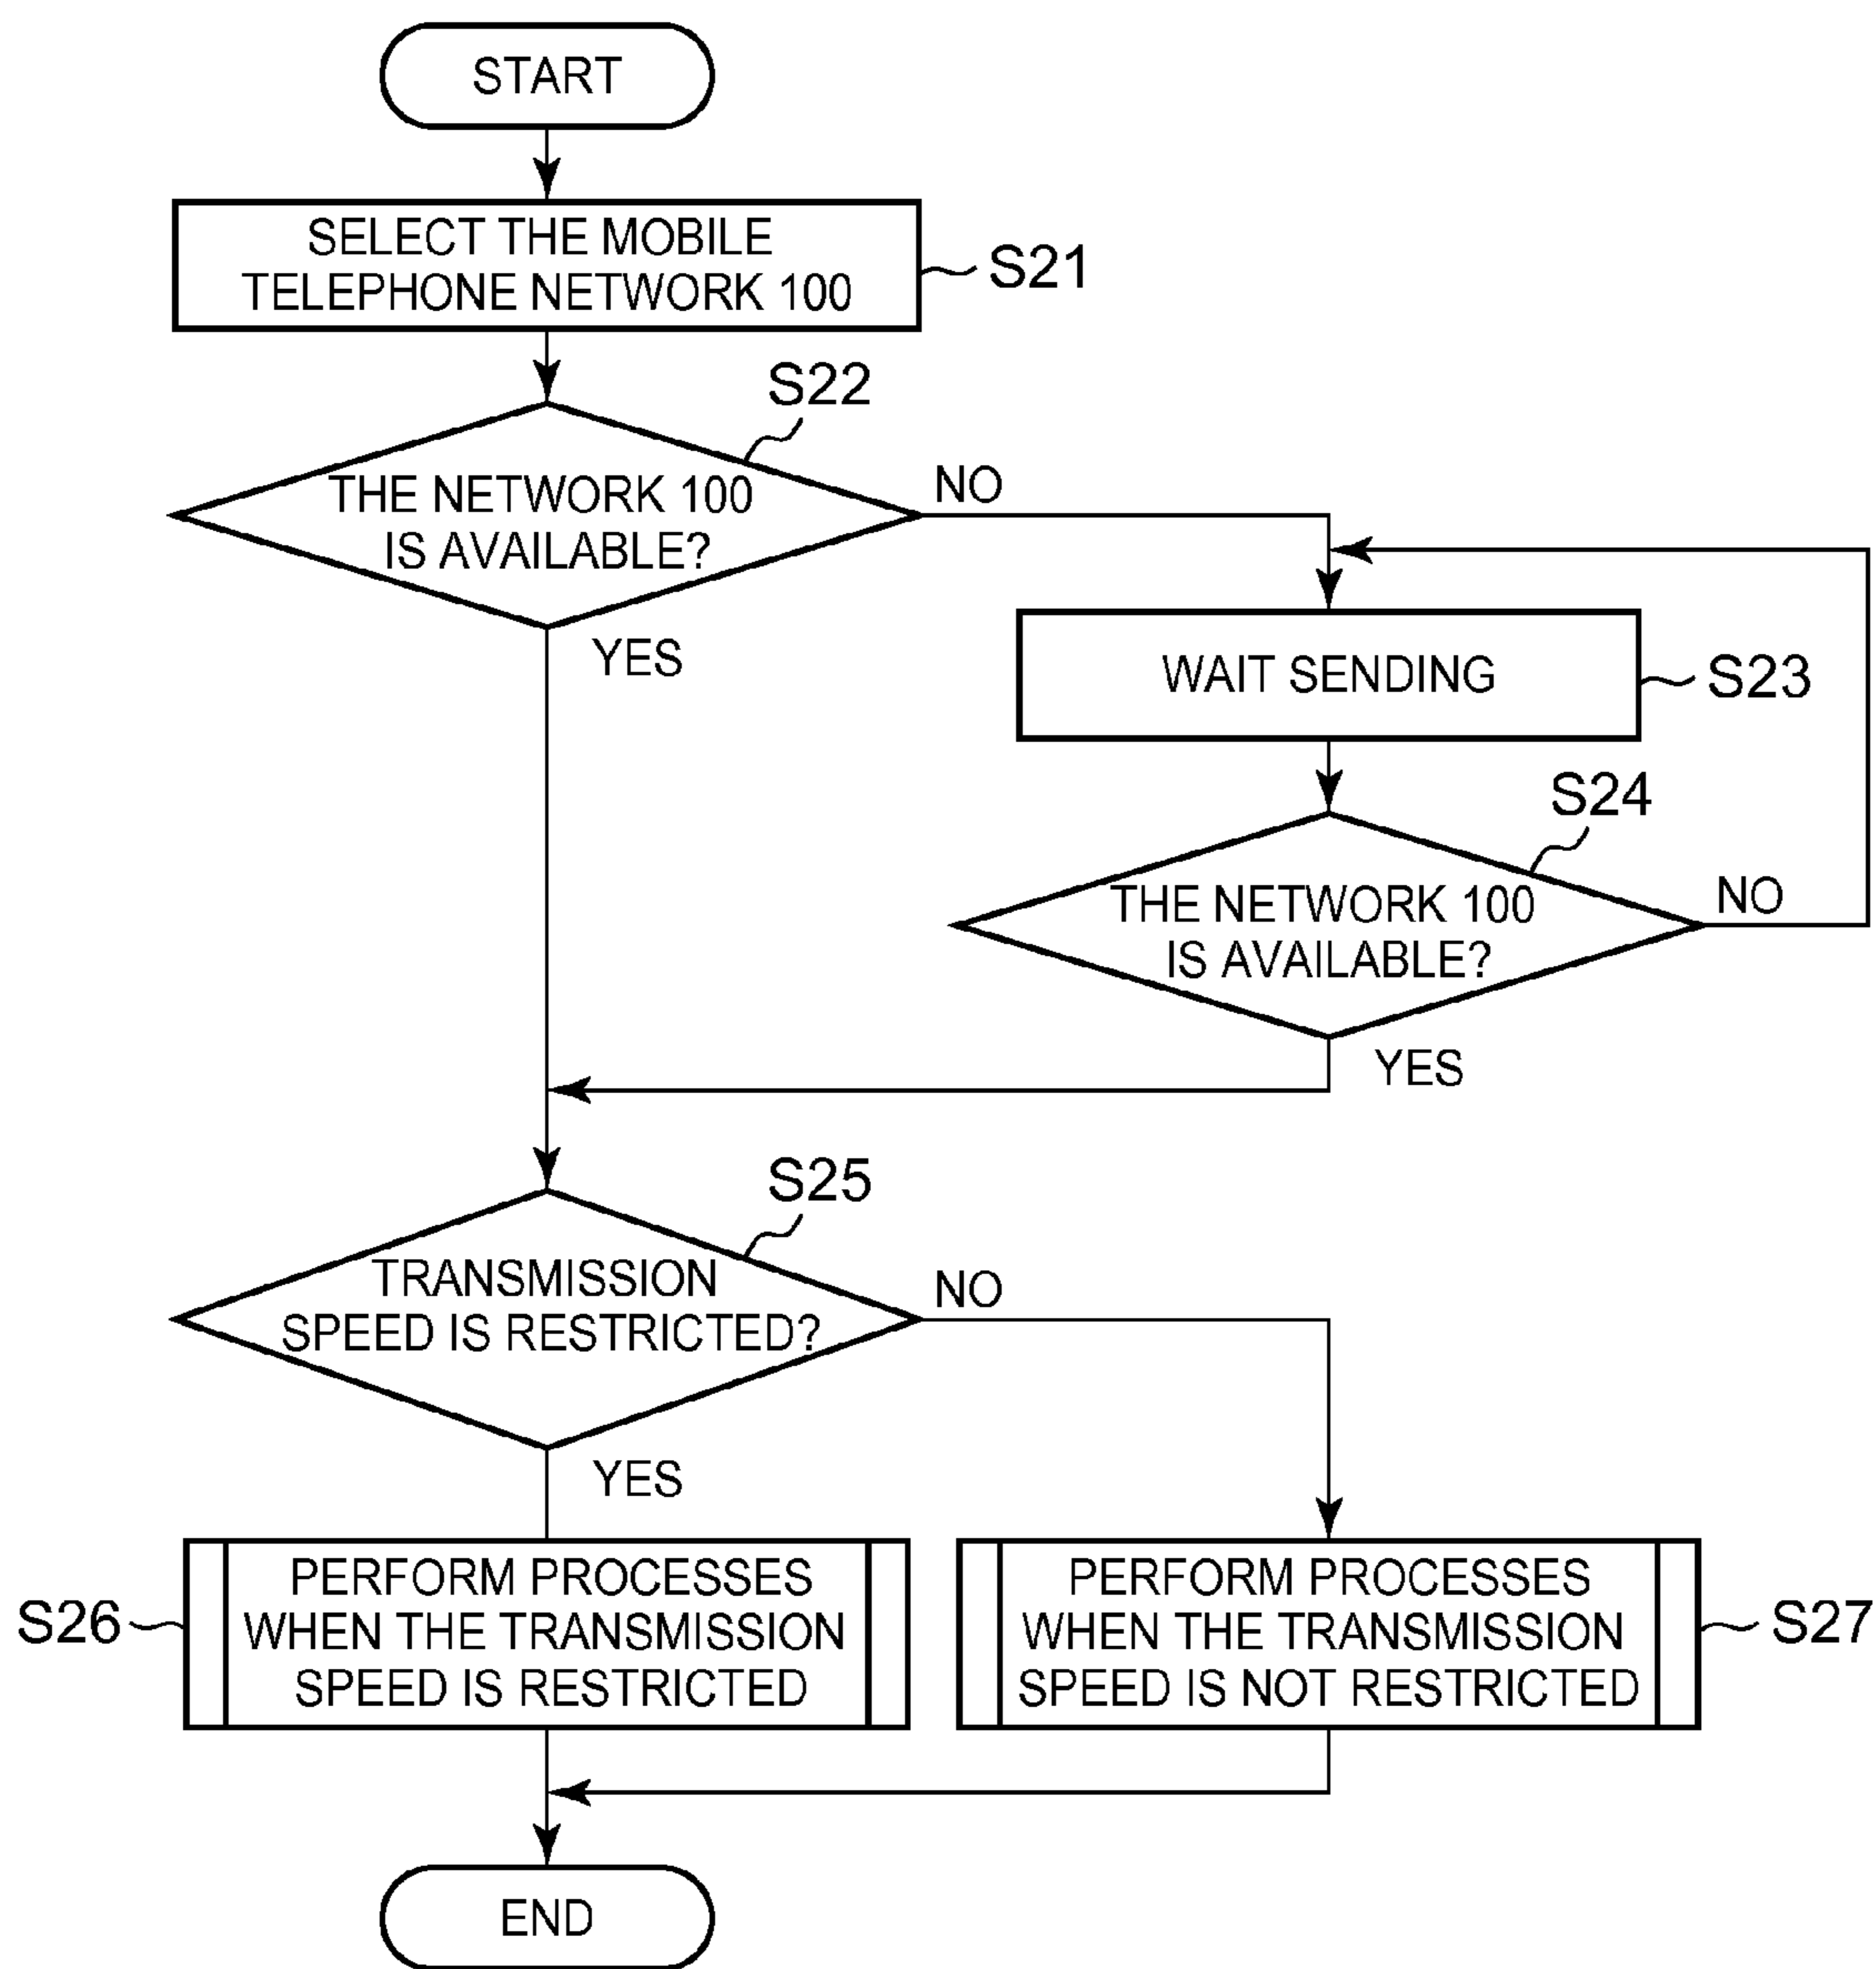 START
SELECT THE MOBILE
TELEPHONE NETWORK 100
S21
S22
THE NETWORK 100
IS AVAILABLE?
NO
YES
WAIT SENDING
S23
S24
THE NETWORK 100
IS AVAILABLE?
NO
YES
S25
TRANSMISSION
SPEED IS RESTRICTED?
NO
YES
S26
PERFORM PROCESSES
WHEN THE TRANSMISSION
SPEED IS RESTRICTED
PERFORM PROCESSES
WHEN THE TRANSMISSION
SPEED IS NOT RESTRICTED
S27
END